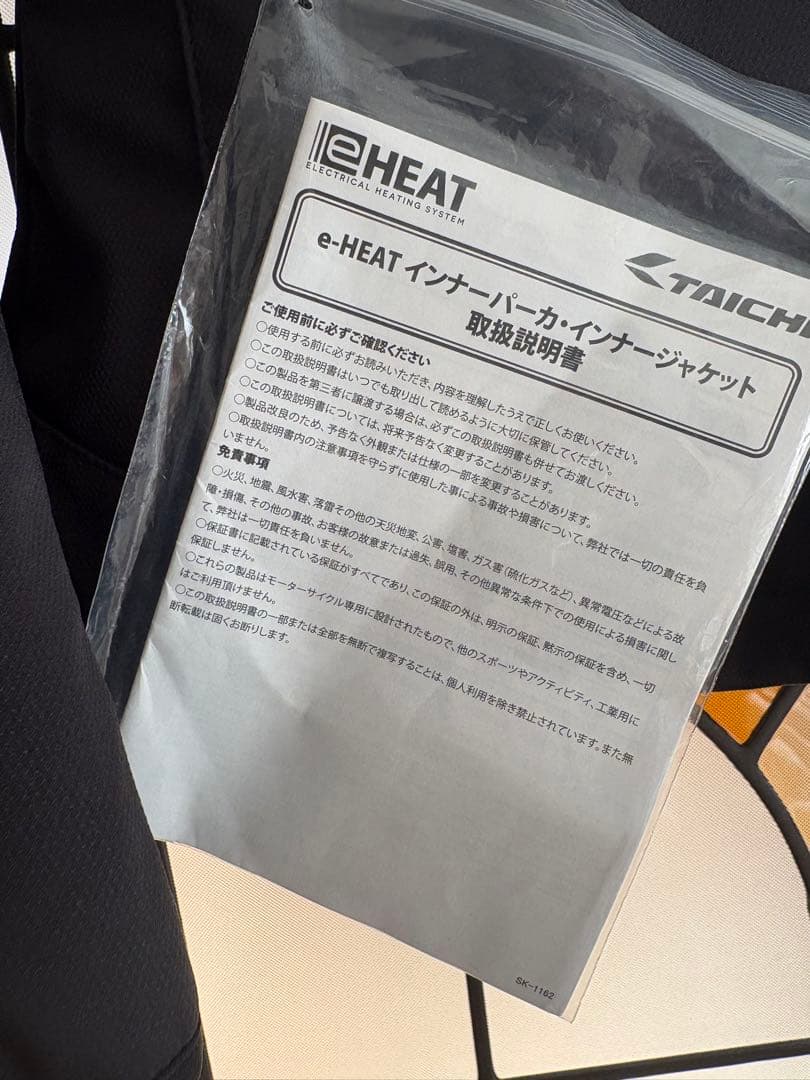 eHEAT
ELECTRICAL HEATING SYSTEM
TAICHI
e-HEAT インナーパーカ・インナージャケット
取扱説明書
ご使用前に必ずご確認ください
○使用する前に必ずお読みいただき、内容を理解したうえで正しくお使いください。
○この取扱説明書はいつでも取り出して読めるように大切に保管してください。
○この製品を第三者に譲渡する場合は、必ずこの取扱説明書も併せてお渡しください。
○この取扱説明書については、将来予告なく変更することがあります。
○製品改良のため、予告なく外観または仕様の一部を変更することがあります。
○取扱説明書内の注意事項を守らずに使用した事による事故や損害について、弊社では一切の責任を負
いません。
免責事項
○火災、地震、風水害、落雷その他の天災地変、公害、塩害、ガス害（硫化ガスなど）、異常電圧などによる故
障・損傷、その他の事故、お客様の故意または過失、誤用、その他異常な条件下での使用による損害に関し
て、弊社は一切責任を負いません。
○保証書に記載されている保証がすべてであり、この保証の外は、明示の保証、黙示の保証を含め、一切
保証しません。
○これらの製品はモーターサイクル専用に設計されたもので、他のスポーツやアクティビティ、工業用に
はご利用頂けません。
○この取扱説明書の一部または全部を無断で複写することは、個人利用を除き禁止されています。また無
断転載は固くお断りします。
SK-1162